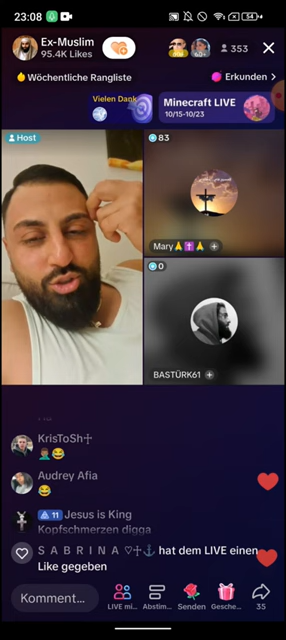 23:08
54
Ex-Muslim
95.4K Likes
353
Wöchentliche Rangliste
Erkunden >
Vielen Dank
Minecraft LIVE
10/15-10/23
Host
83
Mary🙏✝️🙏 +
0
BASTÜRK61 +
KrisToSh☥
🤦🏾‍♂️😂
Audrey Afia
😂
11 Jesus is King
Kopfschmerzen digga
S A B R I N A ♡☥⚓ hat dem LIVE einen
Like gegeben
Komment...
LIVE mi...
Abstim...
Senden
Gesche...
35